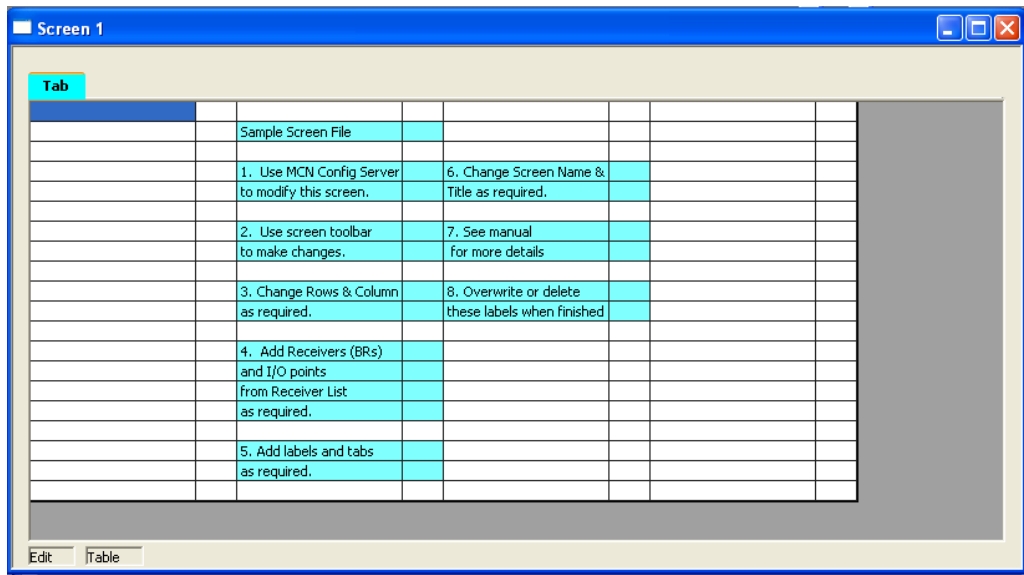 Screen 1
Tab
Sample Screen File
1.  Use MCN Config Server
to modify this screen.
2.  Use screen toolbar
to make changes.
3. Change Rows & Column
as required.
4.  Add Receivers (BRs)
and I/O points
from Receiver List
as required.
5. Add labels and tabs
as required.
6. Change Screen Name &
Title as required.
7. See manual
for more details
8. Overwrite or delete
these labels when finished
Edit
Table